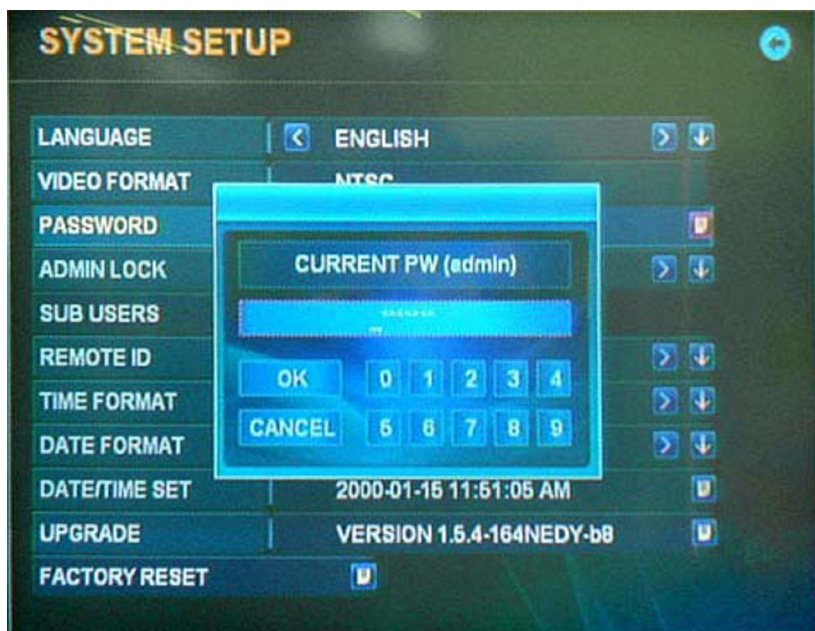 SYSTEM SETUP
LANGUAGE ENGLISH
VIDEO FORMAT NTSC
PASSWORD
CURRENT PW (admin)
ADMIN LOCK
SUB USERS
*******
REMOTE ID
OK 0 1 2 3 4
TIME FORMAT
CANCEL 5 6 7 8 9
DATE FORMAT
DATE/TIME SET 2000-01-15 11:51:05 AM
UPGRADE VERSION 1.5.4-164NEDY-b8
FACTORY RESET